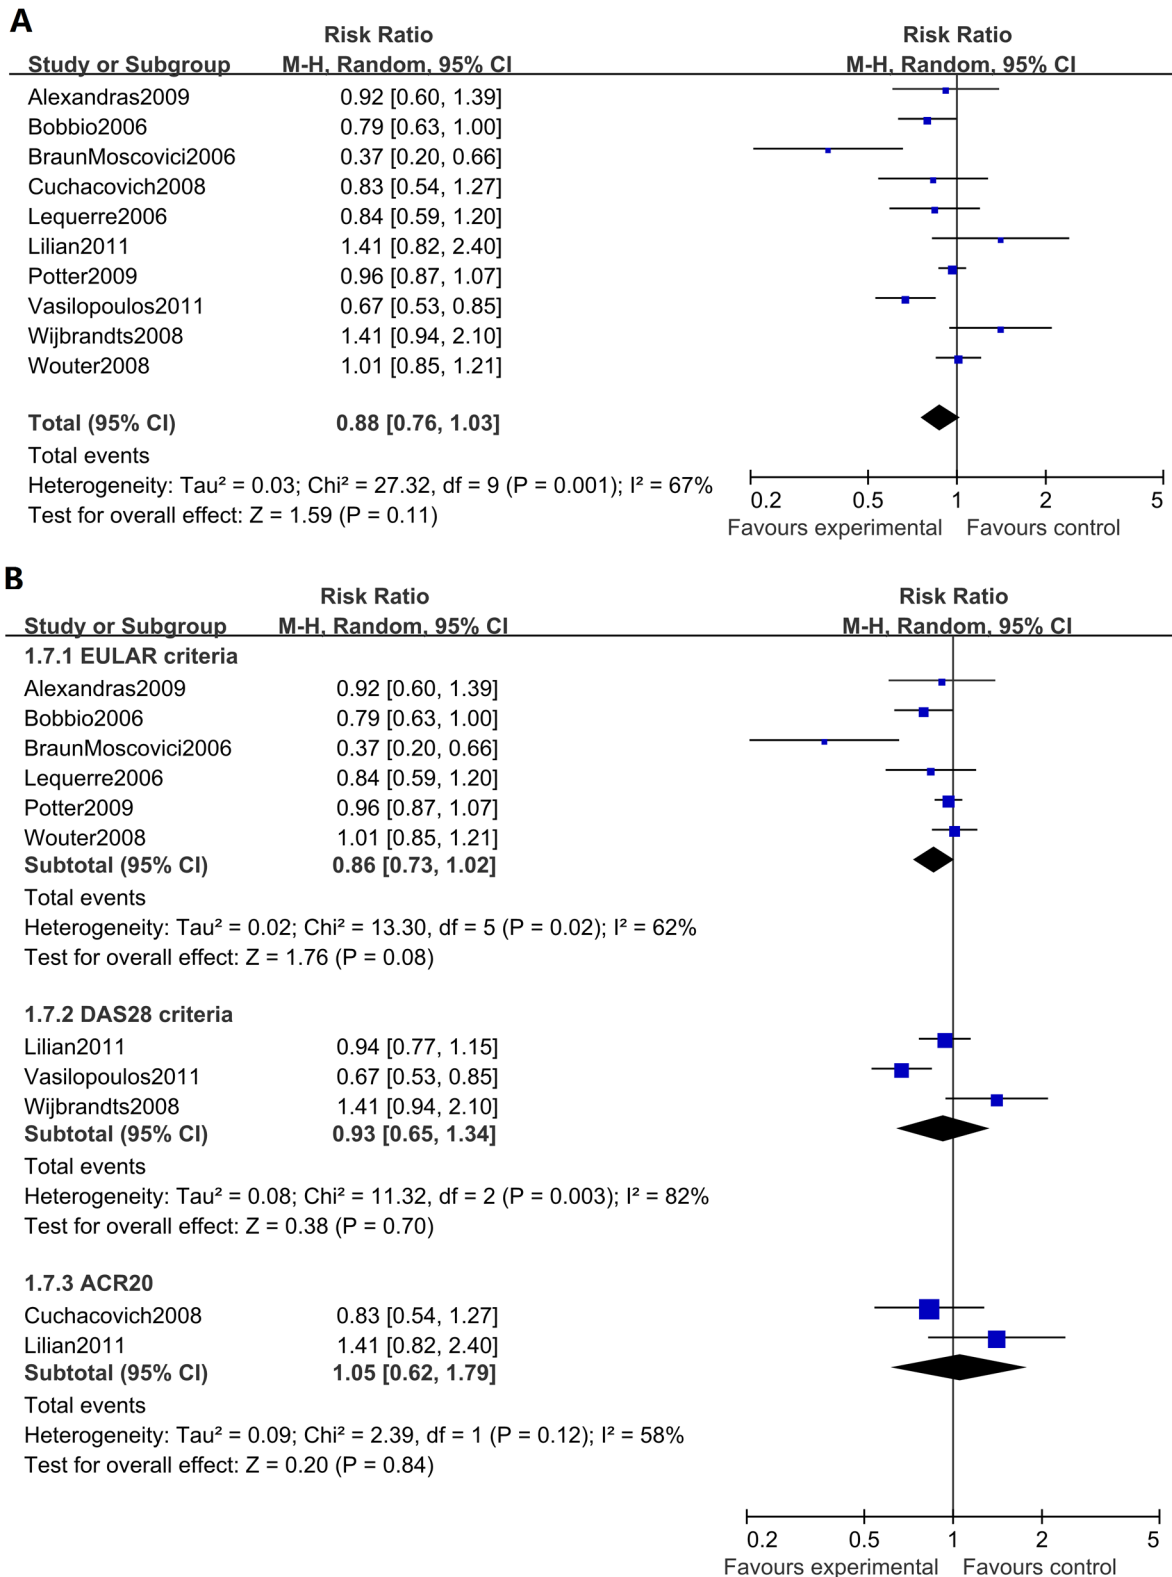 A
Risk Ratio Risk Ratio
Study or Subgroup M-H, Random, 95% CI M-H, Random, 95% CI
Alexandras2009 0.92 [0.60, 1.39]
Bobbio2006 0.79 [0.63, 1.00]
BraunMoscovici2006 0.37 [0.20, 0.66]
Cuchacovich2008 0.83 [0.54, 1.27]
Lequerre2006 0.84 [0.59, 1.20]
Lilian2011 1.41 [0.82, 2.40]
Potter2009 0.96 [0.87, 1.07]
Vasilopoulos2011 0.67 [0.53, 0.85]
Wijbrandts2008 1.41 [0.94, 2.10]
Wouter2008 1.01 [0.85, 1.21]
Total (95% CI) 0.88 [0.76, 1.03]
Total events
Heterogeneity: Tau² = 0.03; Chi² = 27.32, df = 9 (P = 0.001); I² = 67%
Test for overall effect: Z = 1.59 (P = 0.11)
0.2 0.5 1 2 5
Favours experimental Favours control
B
Risk Ratio Risk Ratio
Study or Subgroup M-H, Random, 95% CI M-H, Random, 95% CI
1.7.1 EULAR criteria
Alexandras2009 0.92 [0.60, 1.39]
Bobbio2006 0.79 [0.63, 1.00]
BraunMoscovici2006 0.37 [0.20, 0.66]
Lequerre2006 0.84 [0.59, 1.20]
Potter2009 0.96 [0.87, 1.07]
Wouter2008 1.01 [0.85, 1.21]
Subtotal (95% CI) 0.86 [0.73, 1.02]
Total events
Heterogeneity: Tau² = 0.02; Chi² = 13.30, df = 5 (P = 0.02); I² = 62%
Test for overall effect: Z = 1.76 (P = 0.08)
1.7.2 DAS28 criteria
Lilian2011 0.94 [0.77, 1.15]
Vasilopoulos2011 0.67 [0.53, 0.85]
Wijbrandts2008 1.41 [0.94, 2.10]
Subtotal (95% CI) 0.93 [0.65, 1.34]
Total events
Heterogeneity: Tau² = 0.08; Chi² = 11.32, df = 2 (P = 0.003); I² = 82%
Test for overall effect: Z = 0.38 (P = 0.70)
1.7.3 ACR20
Cuchacovich2008 0.83 [0.54, 1.27]
Lilian2011 1.41 [0.82, 2.40]
Subtotal (95% CI) 1.05 [0.62, 1.79]
Total events
Heterogeneity: Tau² = 0.09; Chi² = 2.39, df = 1 (P = 0.12); I² = 58%
Test for overall effect: Z = 0.20 (P = 0.84)
0.2 0.5 1 2 5
Favours experimental Favours control